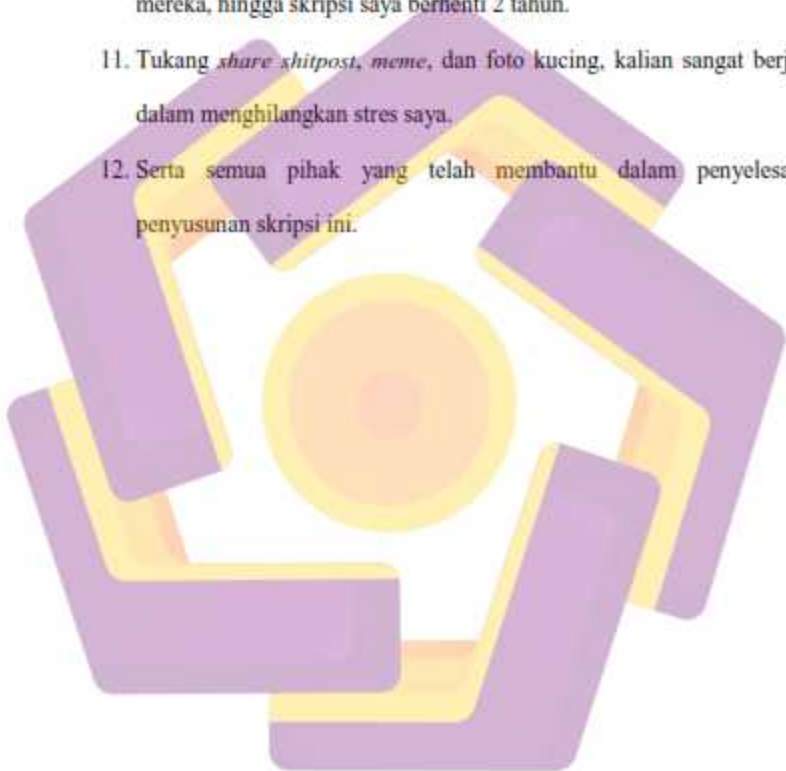 mereka, hingga skripsi saya berhenti 2 tahun.
11. Tukang share shitpost, meme, dan foto kucing, kalian sangat berj
dalam menghilangkan stres saya.
12. Serta semua pihak yang telah membantu dalam penyelesa
penyusunan skripsi ini.